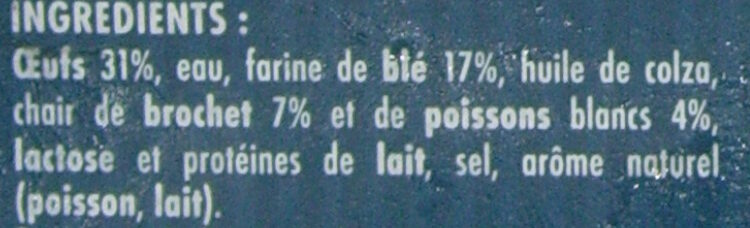 INGRÉDIENTS :
Œufs 31%, eau, farine de blé 17%, huile de colza,
chair de brochet 7% et de poissons blancs 4%,
lactose et protéines de lait, sel, arôme naturel
(poisson, lait).